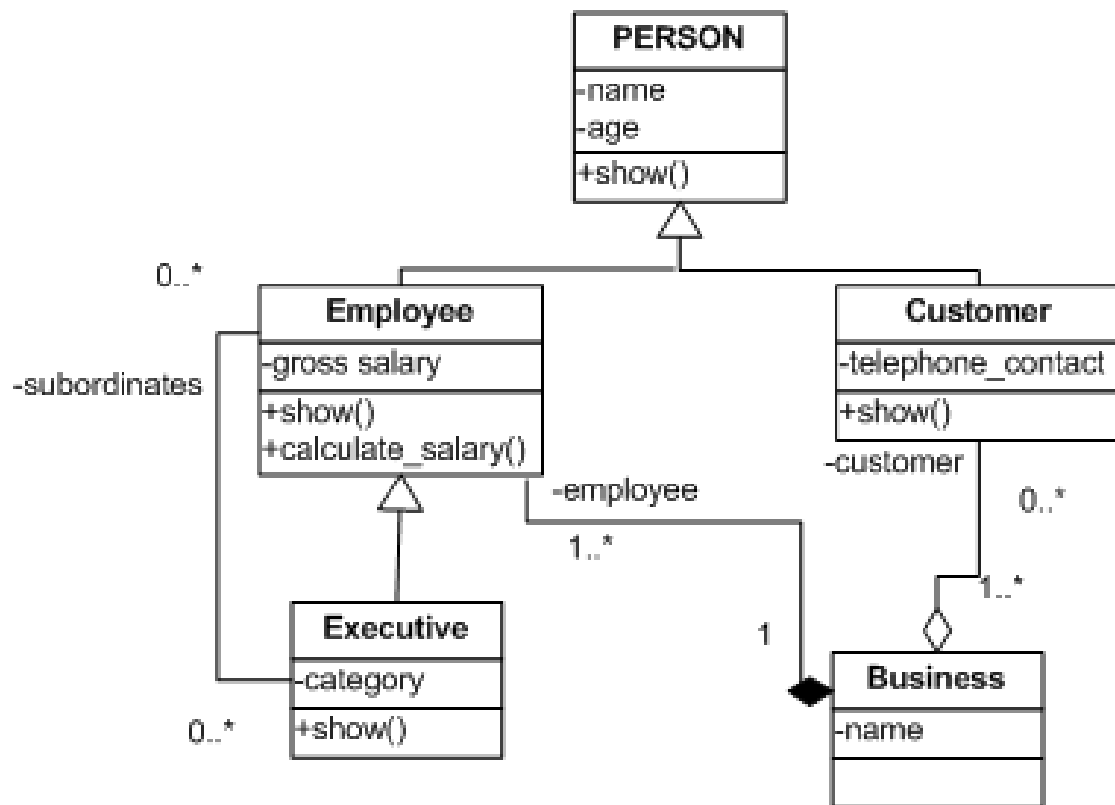 PERSON
-name
-age
+show()
0..*
Employee
-gross salary
+show()
+calculate_salary()
Customer
-telephone_contact
+show()
-subordinates
-employee
1..*
-customer
0..*
1..*
1
Executive
-category
+show()
0..*
Business
-name